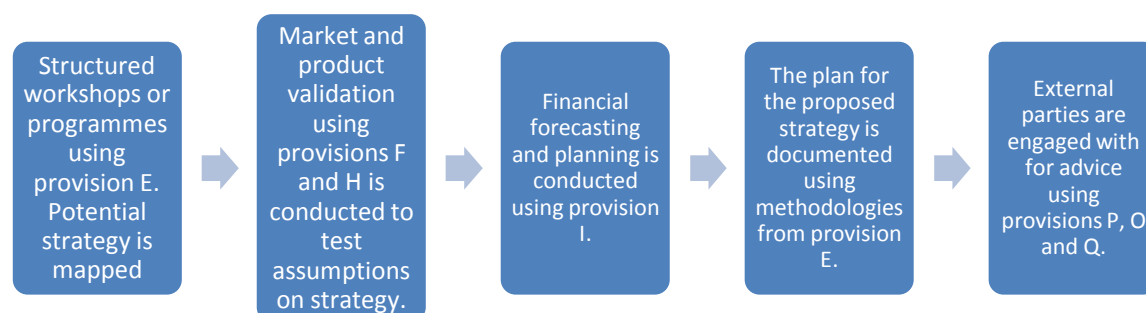 Structured
workshops or
programmes
using
provision E.
Potential
strategy is
mapped
Market and
product
validation
using
provisions F
and H is
conducted to
test
assumptions
on strategy.
Financial
forecasting
and planning is
conducted
using provision
I.
The plan for
the proposed
strategy is
documented
using
methodologies
from provision
E.
External
parties are
engaged with
for advice
using
provisions P, O
and Q.